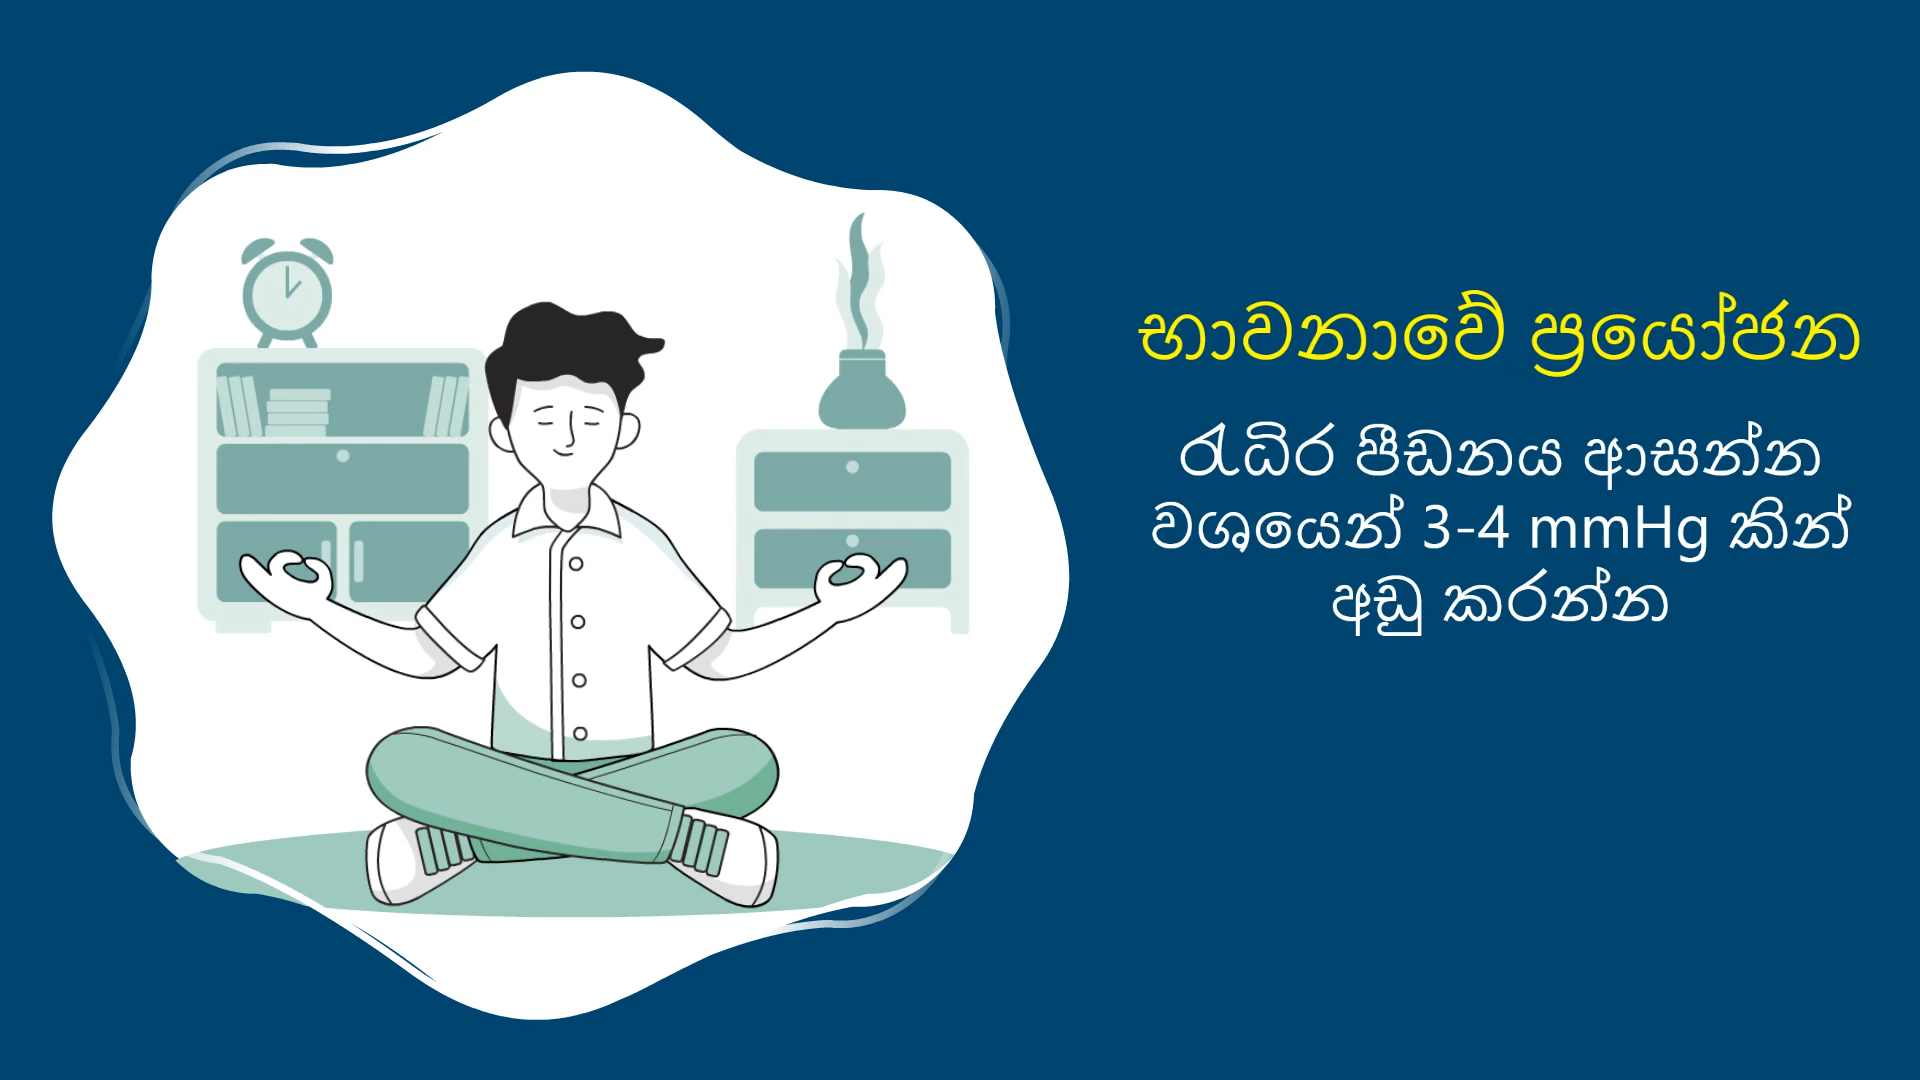 භාවනාවේ ප්‍රයෝජන
රැධිර පීඩනය ආසන්න
වශයෙන් 3-4 mmHg කින්
අඩු කරන්න